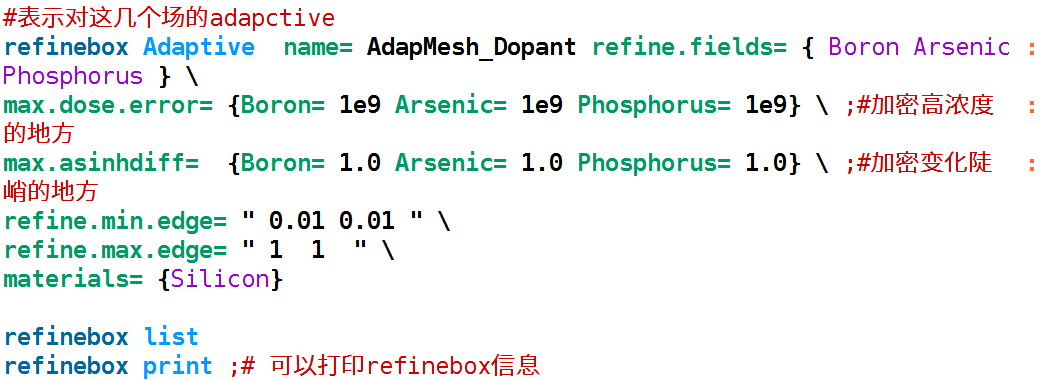 #表示对这几个场的adapctive
refinebox Adaptive  name= AdapMesh_Dopant refine.fields= { Boron Arsenic :
Phosphorus } \
max.dose.error= {Boron= 1e9 Arsenic= 1e9 Phosphorus= 1e9} \ ;#加密高浓度 :
的地方
max.asinhdiff=  {Boron= 1.0 Arsenic= 1.0 Phosphorus= 1.0} \ ;#加密变化陡 :
峭的地方
refine.min.edge= " 0.01 0.01 " \
refine.max.edge= " 1  1  " \
materials= {Silicon}
refinebox list
refinebox print ;# 可以打印refinebox信息